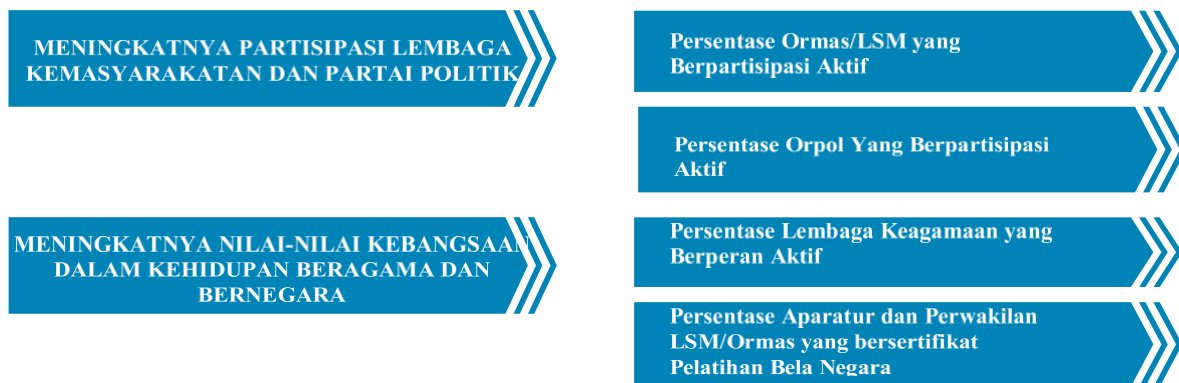 MENINGKATNYA PARTISIPASI LEMBAGA
KEMASYARAKATAN DAN PARTAI POLITIK
Persentase Ormas/LSM yang
Berpartisipasi Aktif
Persentase Orpol Yang Berpartisipasi
Aktif
MENINGKATNYA NILAI-NILAI KEBANGSAAN
DALAM KEHIDUPAN BERAGAMA DAN
BERNEGARA
Persentase Lembaga Keagamaan yang
Berperan Aktif
Persentase Aparatur dan Perwakilan
LSM/Ormas yang bersertifikat
Pelatihan Bela Negara